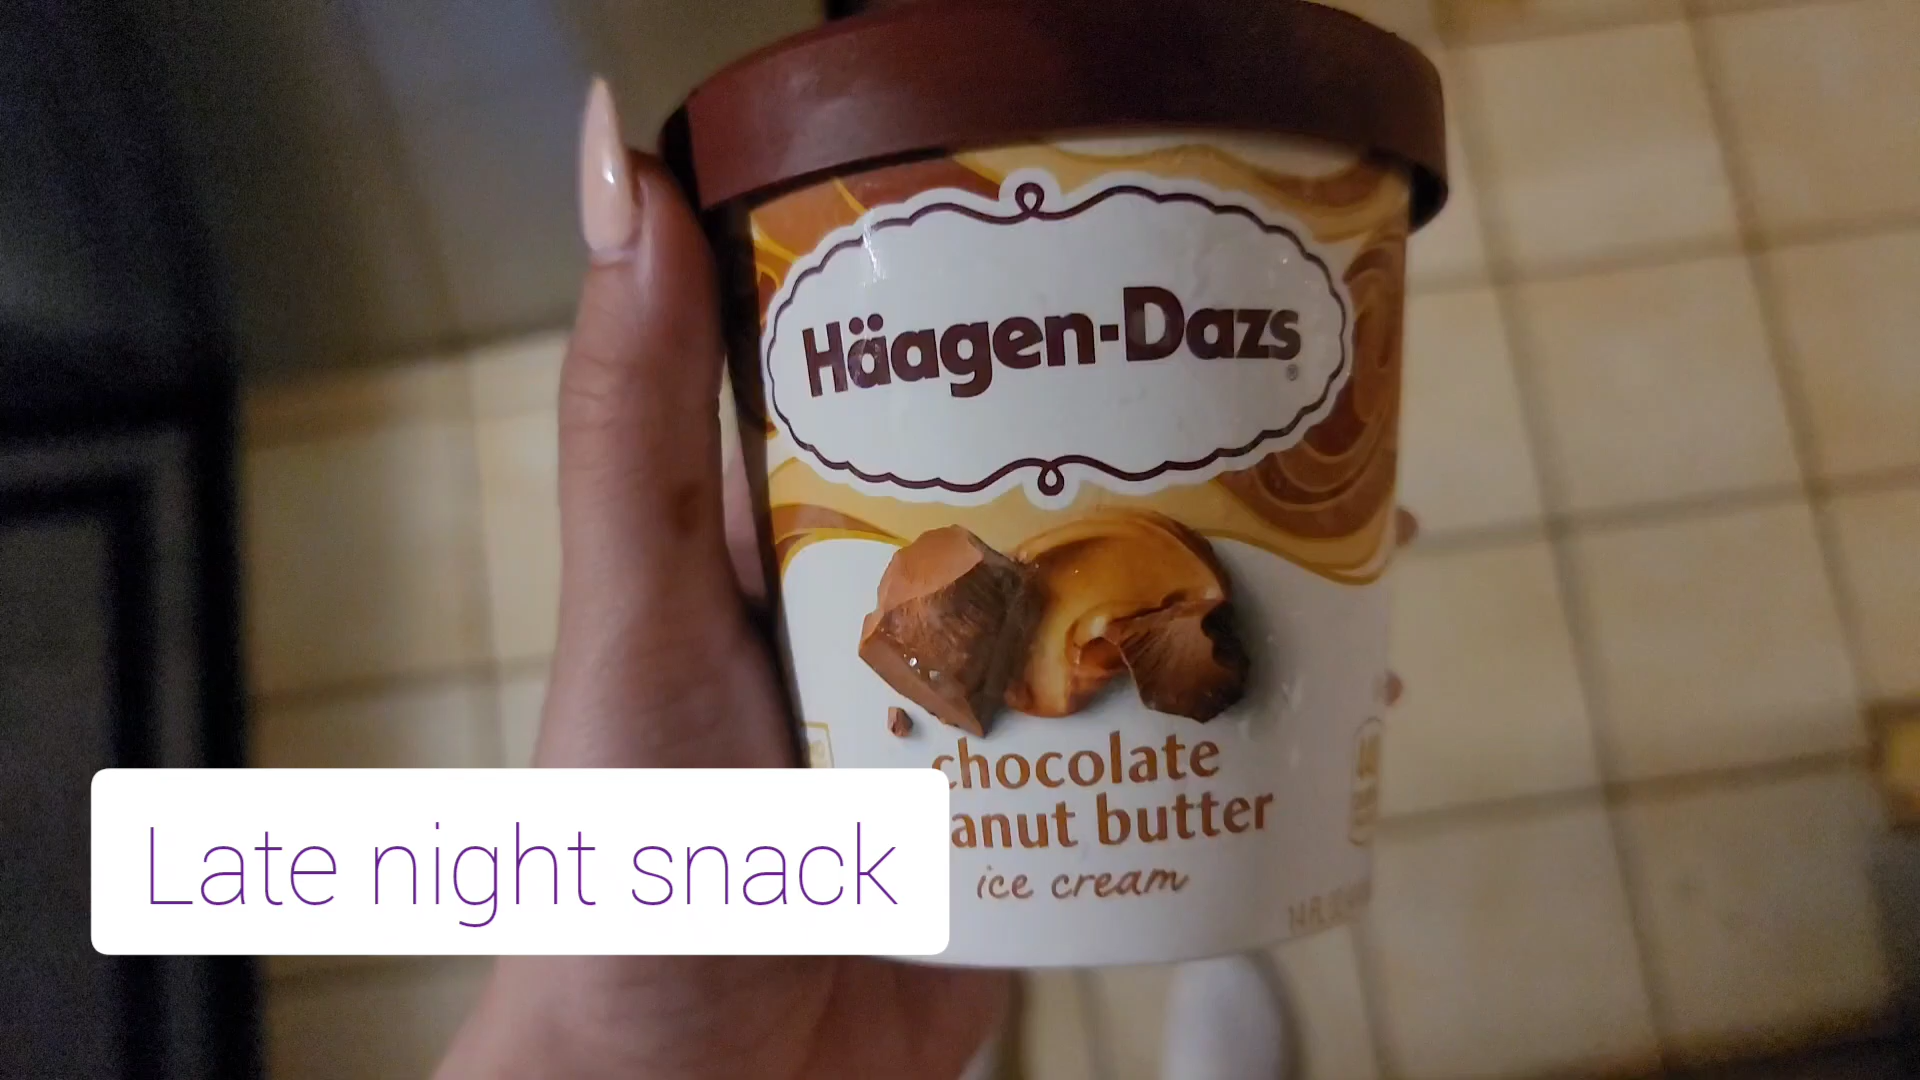 Häagen-Dazs
chocolate
anut butter
ice cream
Late night snack